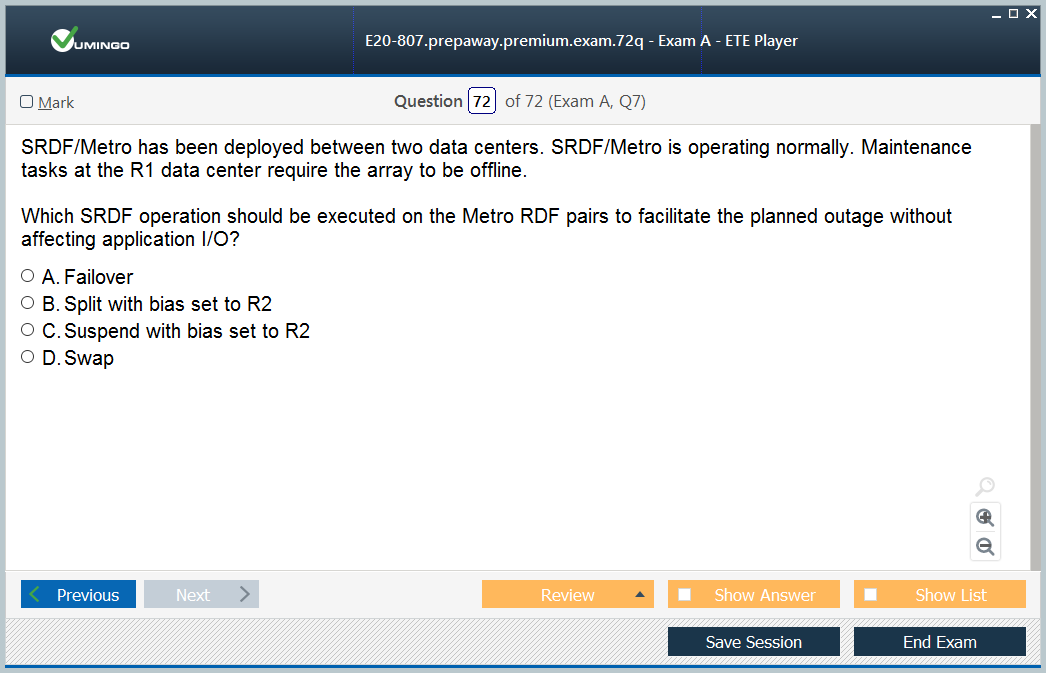 VUMINGO
E20-807.prepaway.premium.exam.72q - Exam A - ETE Player
Mark
Question 72 of 72 (Exam A, Q7)
SRDF/Metro has been deployed between two data centers. SRDF/Metro is operating normally. Maintenance
tasks at the R1 data center require the array to be offline.
Which SRDF operation should be executed on the Metro RDF pairs to facilitate the planned outage without
affecting application I/O?
A. Failover
B. Split with bias set to R2
C. Suspend with bias set to R2
D. Swap
Previous
Next
Review
Show Answer
Show List
Save Session
End Exam